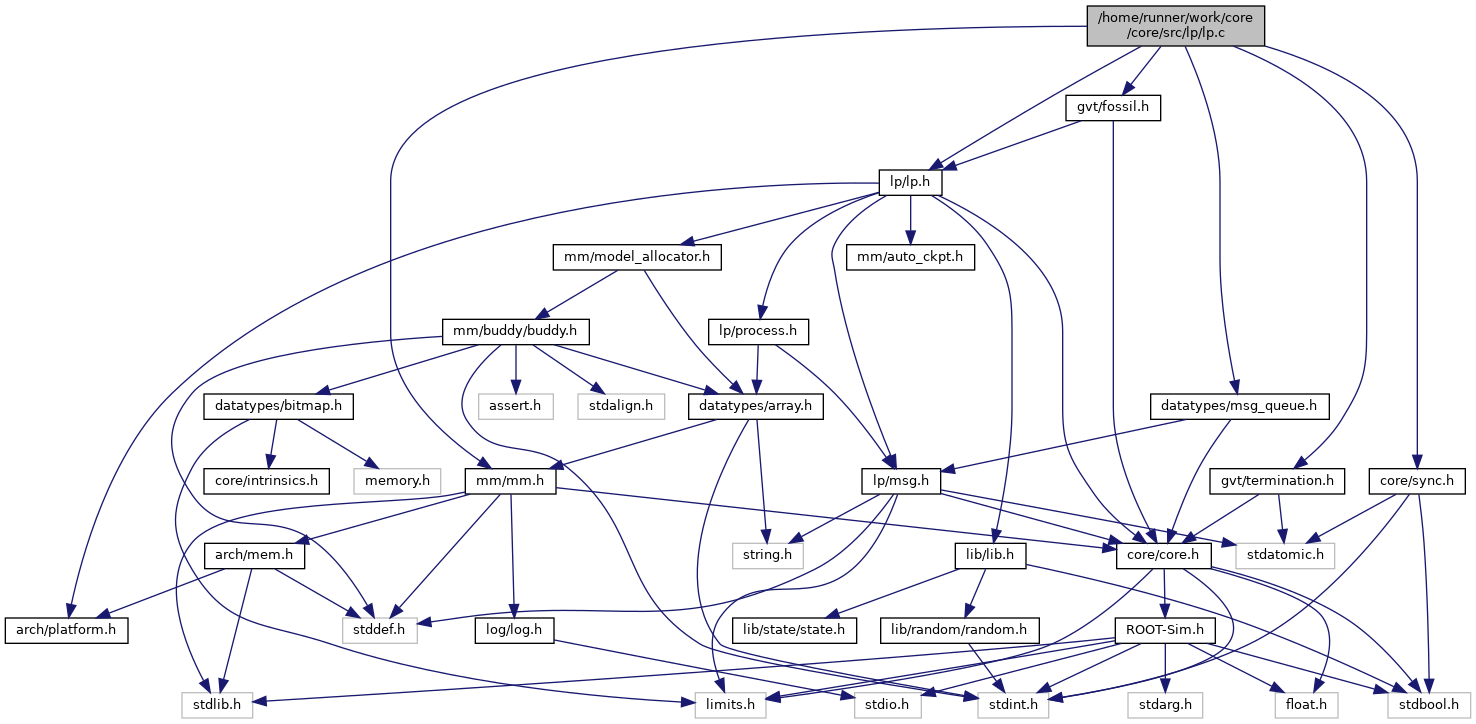 /home/runner/work/core
/core/src/lp/lp.c
gvt/fossil.h
lp/lp.h
mm/model_allocator.h
mm/auto_ckpt.h
mm/buddy/buddy.h
lp/process.h
datatypes/bitmap.h
assert.h
stdalign.h
datatypes/array.h
datatypes/msg_queue.h
core/intrinsics.h
memory.h
mm/mm.h
lp/msg.h
gvt/termination.h
core/sync.h
arch/mem.h
string.h
lib/lib.h
core/core.h
stdatomic.h
arch/platform.h
stddef.h
log/log.h
lib/state/state.h
lib/random/random.h
ROOT-Sim.h
stdlib.h
limits.h
stdio.h
stdint.h
stdarg.h
float.h
stdbool.h